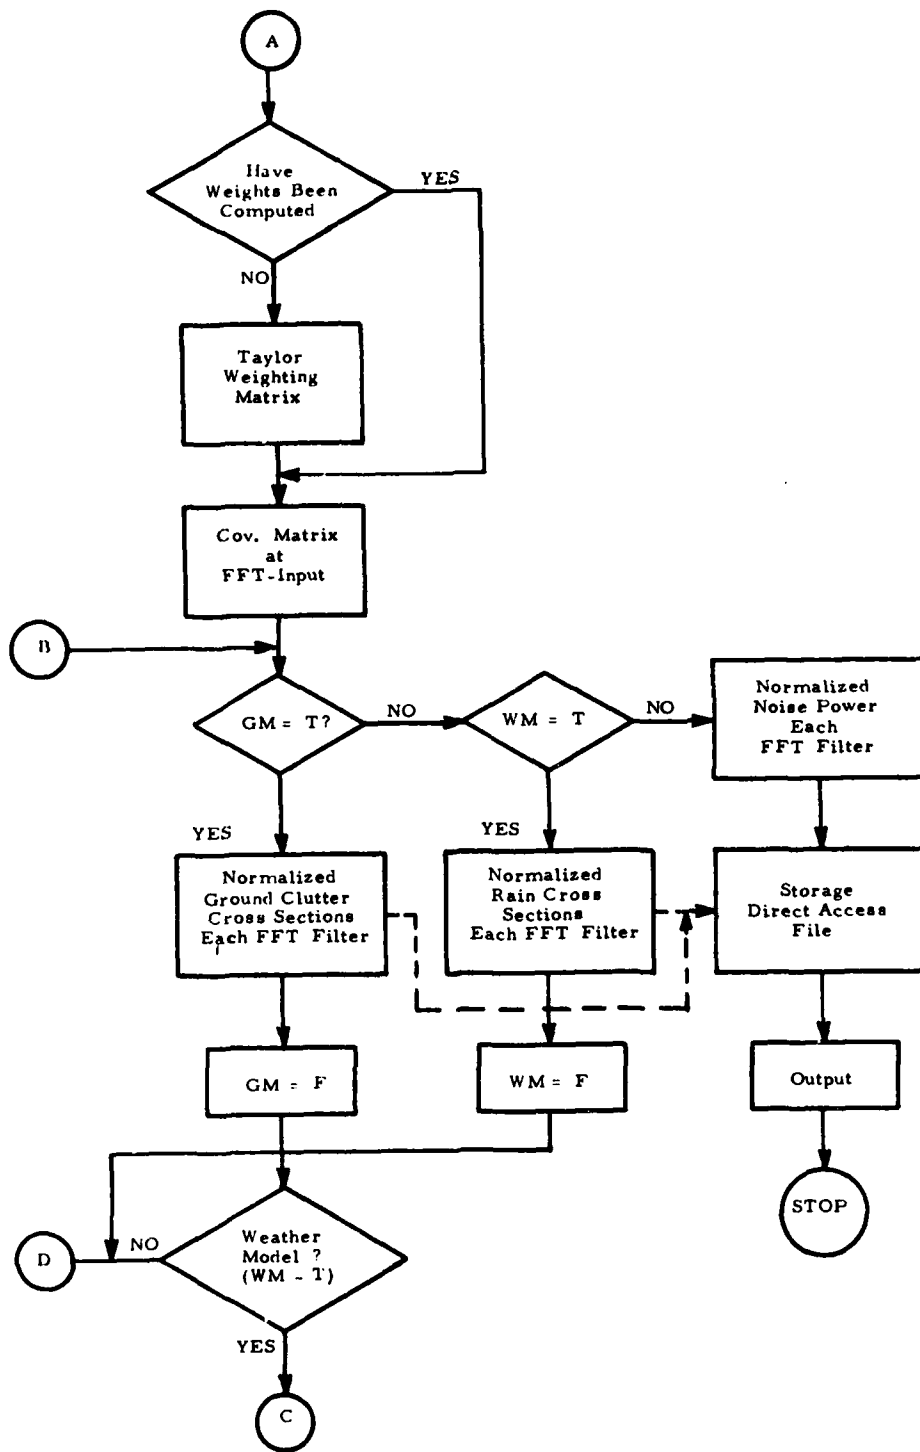 A
Have
Weights Been
Computed
YES
NO
Taylor
Weighting
Matrix
Cov. Matrix
at
FFT-Input
B
GM = T?
NO
WM = T
NO
Normalized
Noise Power
Each
FFT Filter
YES
YES
Normalized
Ground Clutter
Cross Sections
Each FFT Filter
Normalized
Rain Cross
Sections
Each FFT Filter
Storage
Direct Access
File
GM = F
WM = F
Output
STOP
D
NO
Weather
Model ?
(WM - T)
YES
C